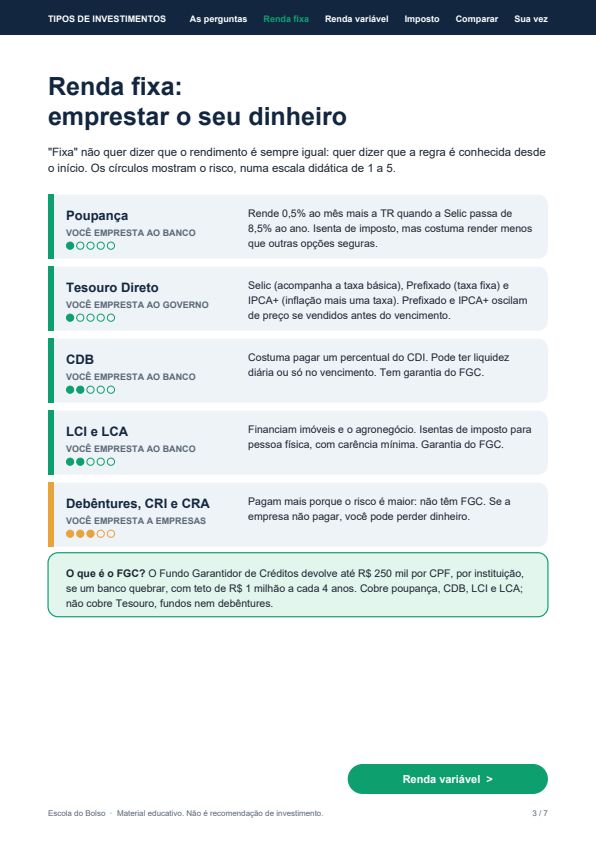 TIPOS DE INVESTIMENTOS As perguntas Renda fixa Renda variável Imposto Comparar Sua vez
Renda fixa:
emprestar o seu dinheiro
"Fixa" não quer dizer que o rendimento é sempre igual: quer dizer que a regra é conhecida desde
o início. Os círculos mostram o risco, numa escala didática de 1 a 5.
Poupança
VOCÊ EMPRESTA AO BANCO
Rende 0,5% ao mês mais a TR quando a Selic passa de
8,5% ao ano. Isenta de imposto, mas costuma render menos
que outras opções seguras.
Tesouro Direto
VOCÊ EMPRESTA AO GOVERNO
Selic (acompanha a taxa básica), Prefixado (taxa fixa) e
IPCA+ (inflação mais uma taxa). Prefixado e IPCA+ oscilam
de preço se vendidos antes do vencimento.
CDB
VOCÊ EMPRESTA AO BANCO
Costuma pagar um percentual do CDI. Pode ter liquidez
diária ou só no vencimento. Tem garantia do FGC.
LCI e LCA
VOCÊ EMPRESTA AO BANCO
Financiam imóveis e o agronegócio. Isentas de imposto para
pessoa física, com carência mínima. Garantia do FGC.
Debêntures, CRI e CRA
VOCÊ EMPRESTA A EMPRESAS
Pagam mais porque o risco é maior: não têm FGC. Se a
empresa não pagar, você pode perder dinheiro.
O que é o FGC? O Fundo Garantidor de Créditos devolve até R$ 250 mil por CPF, por instituição,
se um banco quebrar, com teto de R$ 1 milhão a cada 4 anos. Cobre poupança, CDB, LCI e LCA;
não cobre Tesouro, fundos nem debêntures.
Renda variável >
Escola do Bolso · Material educativo. Não é recomendação de investimento. 3 / 7